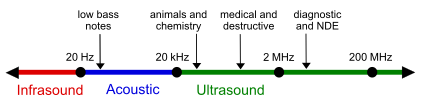 low bass
notes
animals and
chemistry
medical and
destructive
diagnostic
and NDE
20 Hz
20 kHz
2 MHz
200 MHz
Infrasound
Acoustic
Ultrasound